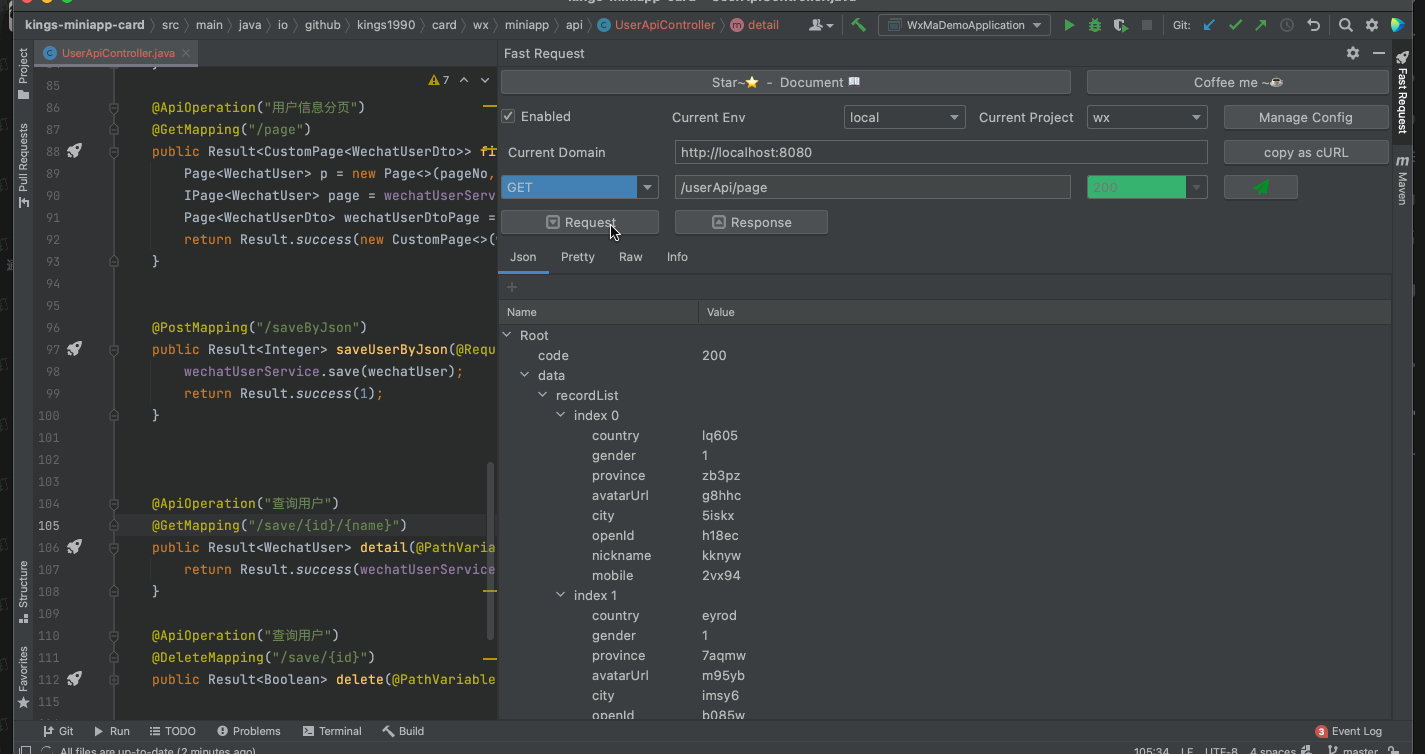 kings-miniapp-card — UserApiController.java
kings-miniapp-card › src › main › java › io › github › kings1990 › card › wx › miniapp › api › UserApiController › detail
WxMaDemoApplication
Git:
Project
Pull Requests
Structure
Favorites
UserApiController.java
7
85
86 @ApiOperation("用户信息分页")
87 @GetMapping("/page")
88 public Result<CustomPage<WechatUserDto>>
89 Page<WechatUser> p = new Page<>(pageNo,
90 IPage<WechatUser> page = wechatUserServ
91 Page<WechatUserDto> wechatUserDtoPage =
92 return Result.success(new CustomPage<>(
93 }
94
95
96 @PostMapping("/saveByJson")
97 public Result<Integer> saveUserByJson(@Requ
98 wechatUserService.save(wechatUser);
99 return Result.success(1);
100 }
101
102
103
104 @ApiOperation("查询用户")
105 @GetMapping("/save/{id}/{name}")
106 public Result<WechatUser> detail(@PathVaria
107 return Result.success(wechatUserService
108 }
109
110 @ApiOperation("查询用户")
111 @DeleteMapping("/save/{id}")
112 public Result<Boolean> delete(@PathVariable
115
Fast Request
Star~⭐ - Document 📖
Coffee me ~☕
Enabled
Current Env
local
Current Project
wx
Manage Config
Current Domain
http://localhost:8080
copy as cURL
GET
/userApi/page
200
Request
Response
Json
Pretty
Raw
Info
Name
Value
Root
code 200
data
recordList
index 0
country lq605
gender 1
province zb3pz
avatarUrl g8hhc
city 5iskx
openId h18ec
nickname kknyw
mobile 2vx94
index 1
country eyrod
gender 1
province 7aqmw
avatarUrl m95yb
city imsy6
openId b085w
Fast Request
m
Maven
Git
Run
TODO
Problems
Terminal
Build
3 Event Log
All files are up-to-date (2 minutes ago)
105:34
LF
UTF-8
4 spaces
master